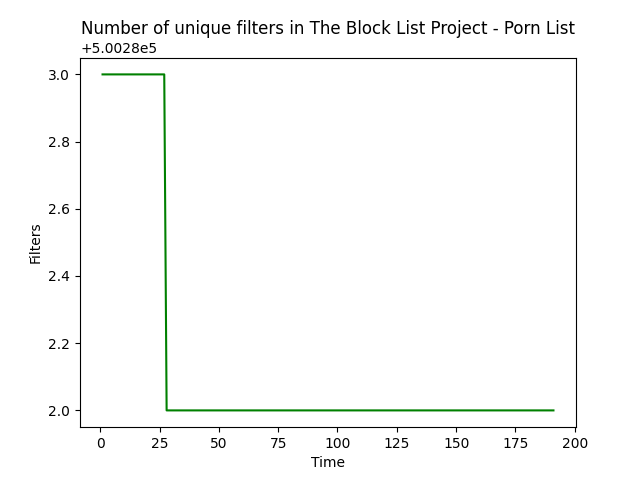 Number of unique filters in The Block List Project - Porn List
+5.0028e5
3.0
2.8
2.6
2.4
2.2
2.0
Filters
0 25 50 75 100 125 150 175 200
Time